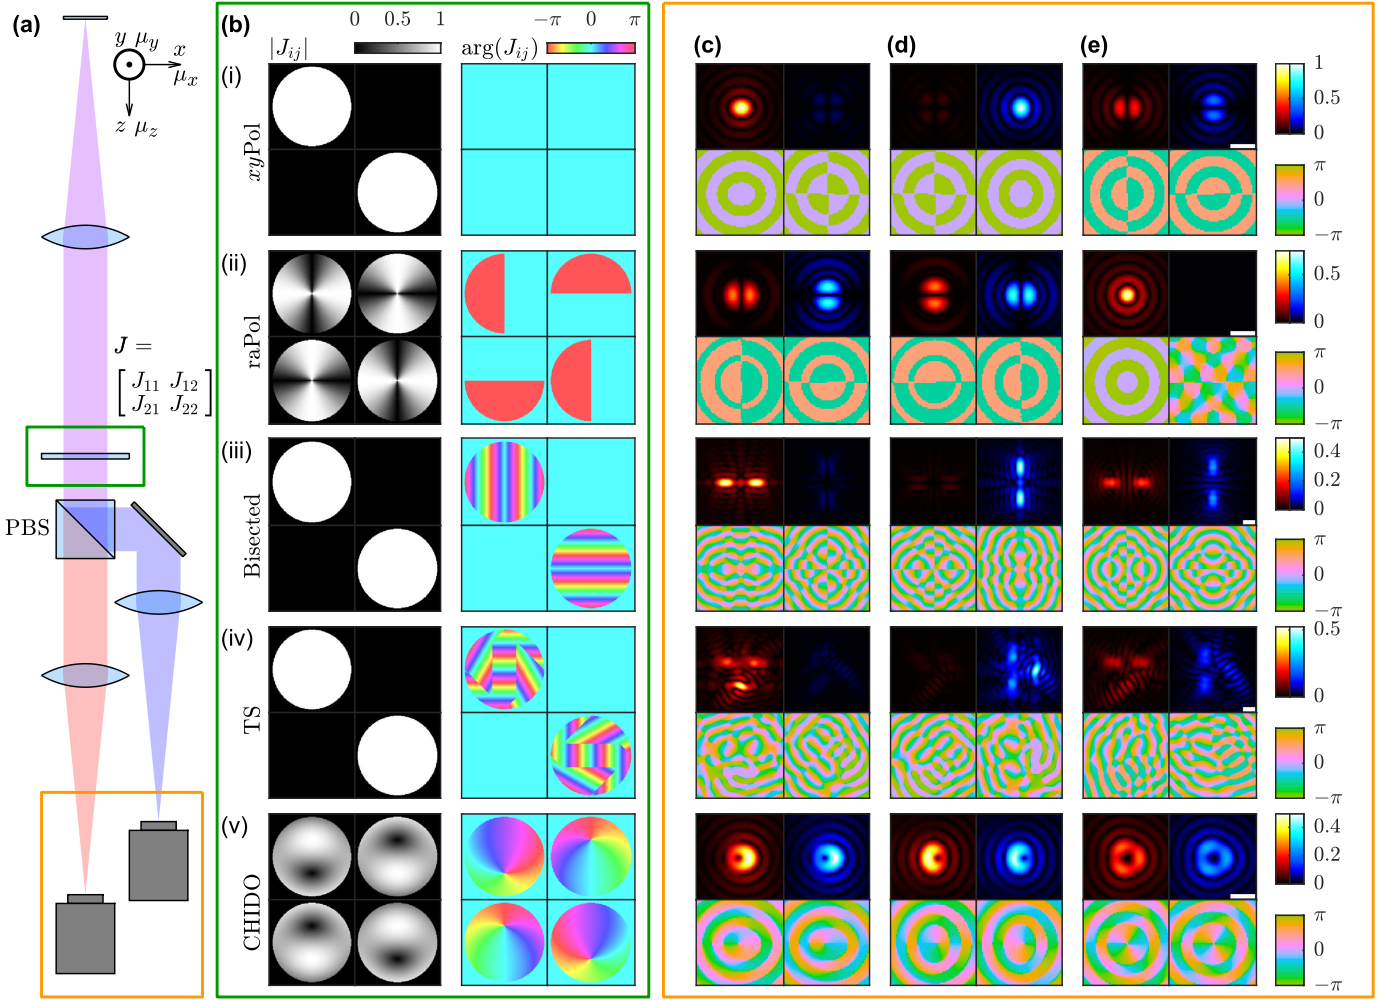 (a)
y μy
x
μx
z μz
J =
[ J11 J12
J21 J22 ]
PBS
(b)
0 0.5 1
−π 0 π
|Jij|
arg(Jij)
(i)
xyPol
(ii)
raPol
(iii)
Bisected
(iv)
TS
(v)
CHIDO
(c)
(d)
(e)
1
0.5
0
π
0
−π
0.5
0
π
0
−π
0.4
0.2
0
π
0
−π
0.5
0
π
0
−π
0.4
0.2
0
π
0
−π